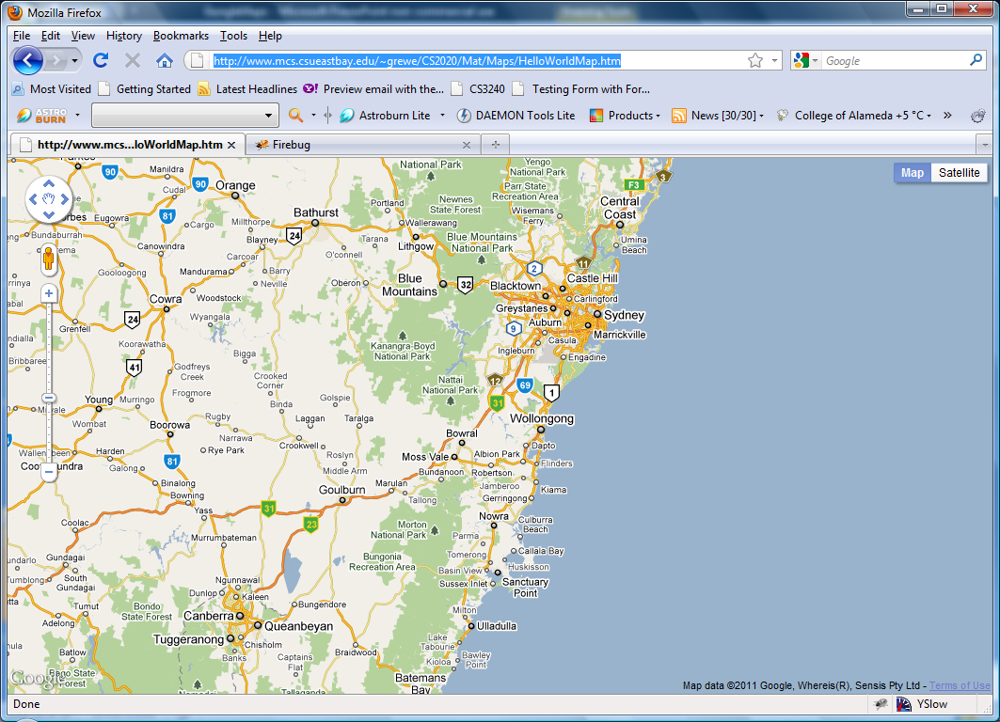 Mozilla Firefox
File Edit View History Bookmarks Tools Help
http://www.mcs.csueastbay.edu/~grewe/CS2020/Mat/Maps/HelloWorldMap.htm
Google
Most Visited Getting Started Latest Headlines Preview email with the... CS3240 Testing Form with For...
ASTRO BURN Astroburn Lite DAEMON Tools Lite Products News [30/30] College of Alameda +5 °C »
http://www.mcs...loWorldMap.htm Firebug
Map Satellite
National Park
Yengo
National Park
90
Manildra
Parr State
Recreation Area
F3
3
90
Orange
Cudal
Newnes
State Forest
Central
Coast
Portland
Wisemans
Ferry
81
Eugowra
Bathurst
Cargo
Millthorpe
Wallerawang
Bundaburrah
24
Blayney
Tarana
Lithgow
Blue Mountains
National Park
Umina
Beach
Canowindra
O'connell
Carcoar
11
2
Gooloogong
Mandurama
Barry
Neville
Oberon
Blue
Mountains
32
Castle Hill
Blacktown
Cowra
Woodstock
Carlingford
Greystanes
Sydney
24
Wyangala
Auburn
Grenfell
9
Marrickville
Koorawatha
Kanangra-Boyd
National Park
Casula
Ingleburn
Engadine
Bribbaree
Bigga
41
Godfreys
Creek
Crooked
Corner
Nattai
National Park
12
69
1
Frogmore
Golspie
31
Young
Murringo
Binda
Rugby
Laggan
Taralga
Wollongong
Wombat
Boorowa
Narrawa
Bowral
Crookwell
Dapto
Harden
Rye Park
Roslyn
Moss Vale
Albion Park
Flinders
Galong
81
Middle Arm
Bundanoon
Robertson
Binalong
Goulburn
Marulan
Jamberoo
Kiama
Bowning
Tallong
Gerringong
Yass
31
Coolac
23
Nowra
Culburra
Beach
Morton
National Park
Murrumbateman
Parma
Callala Bay
Gundagai
Bungonia
Recreation Area
Tomerong
Huskisson
South
Gundagai
Basin View
Ngunnawal
Sussex Inlet
Sanctuary
Point
Dunlop
Kaleen
Tumut
Bondo
State Forest
Bungendore
Milton
Adelong
Canberra
Queanbeyan
Ulladulla
Tuggeranong
Chisholm
Lake
Tabourie
Batlow
Banks
Captains
Flat
Braidwood
Kioloa
Bawley
Point
Bago State
Forest
Batemans
Bay
Google
Map data ©2011 Google, Whereis(R), Sensis Pty Ltd - Terms of Use
Done YSlow